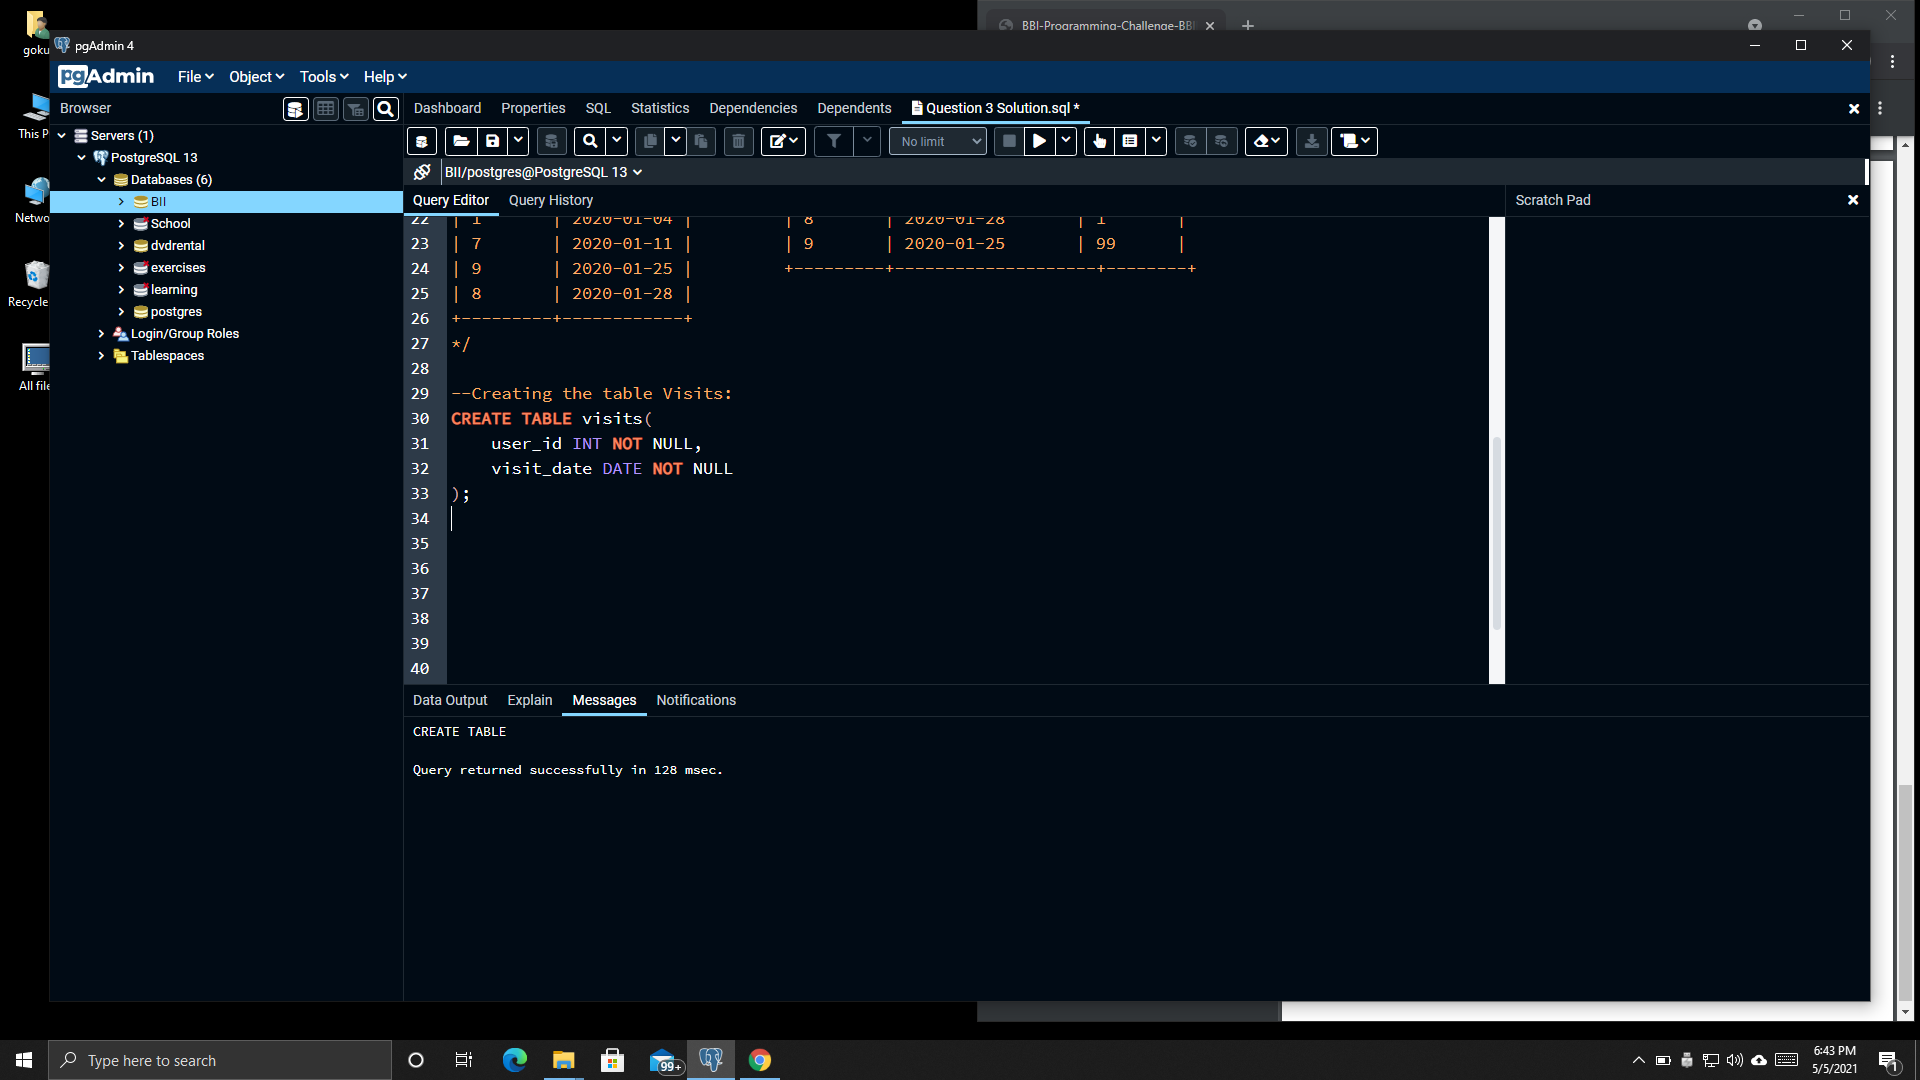 BBI-Programming-Challenge-BBI
goku
pgAdmin 4
pgAdmin File Object Tools Help
Browser
Dashboard Properties SQL Statistics Dependencies Dependents Question 3 Solution.sql *
This P
Servers (1)
PostgreSQL 13
Databases (6)
BII
School
dvdrental
exercises
learning
postgres
Login/Group Roles
Tablespaces
Netwo
Recycle
All file
No limit
BII/postgres@PostgreSQL 13
Query Editor Query History
Scratch Pad
22 | 1 | 2020-01-04 | | 8 | 2020-01-28 | 1 |
23 | 7 | 2020-01-11 | | 9 | 2020-01-25 | 99 |
24 | 9 | 2020-01-25 | +---------+--------------------+--------+
25 | 8 | 2020-01-28 |
26 +---------+------------+
27 */
28
29 --Creating the table Visits:
30 CREATE TABLE visits(
31 user_id INT NOT NULL,
32 visit_date DATE NOT NULL
33 );
34
35
36
37
38
39
40
Data Output Explain Messages Notifications
CREATE TABLE
Query returned successfully in 128 msec.
Type here to search
99+
6:43 PM
5/5/2021
1